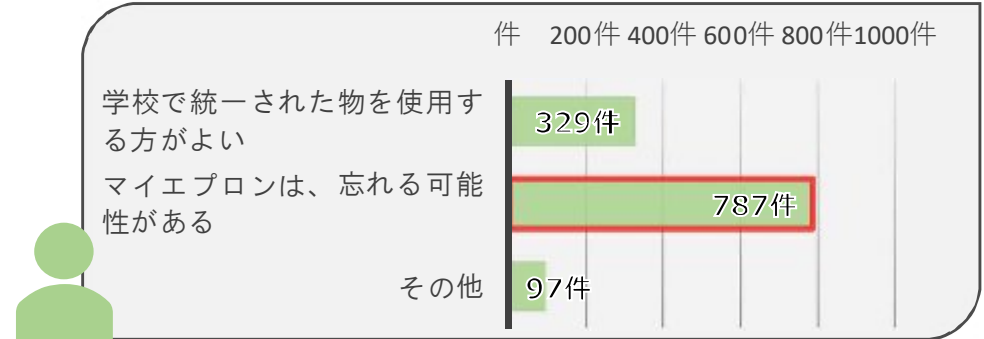 件 200件 400件 600件 800件 1000件
学校で統一された物を使用す
る方がよい
329件
マイエプロンは、忘れる可能
性がある
787件
その他
97件